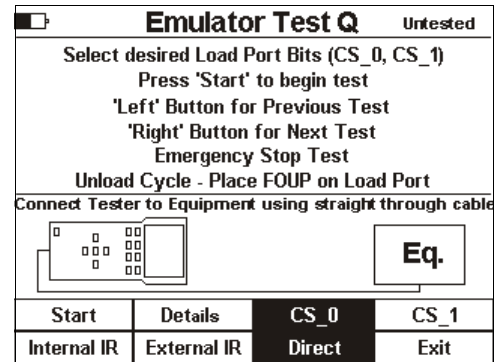 Emulator Test Q Untested
Select desired Load Port Bits (CS_0, CS_1)
Press 'Start' to begin test
'Left' Button for Previous Test
'Right' Button for Next Test
Emergency Stop Test
Unload Cycle - Place FOUP on Load Port
Connect Tester to Equipment using straight through cable
Eq.
Start Details CS_0 CS_1
Internal IR External IR Direct Exit